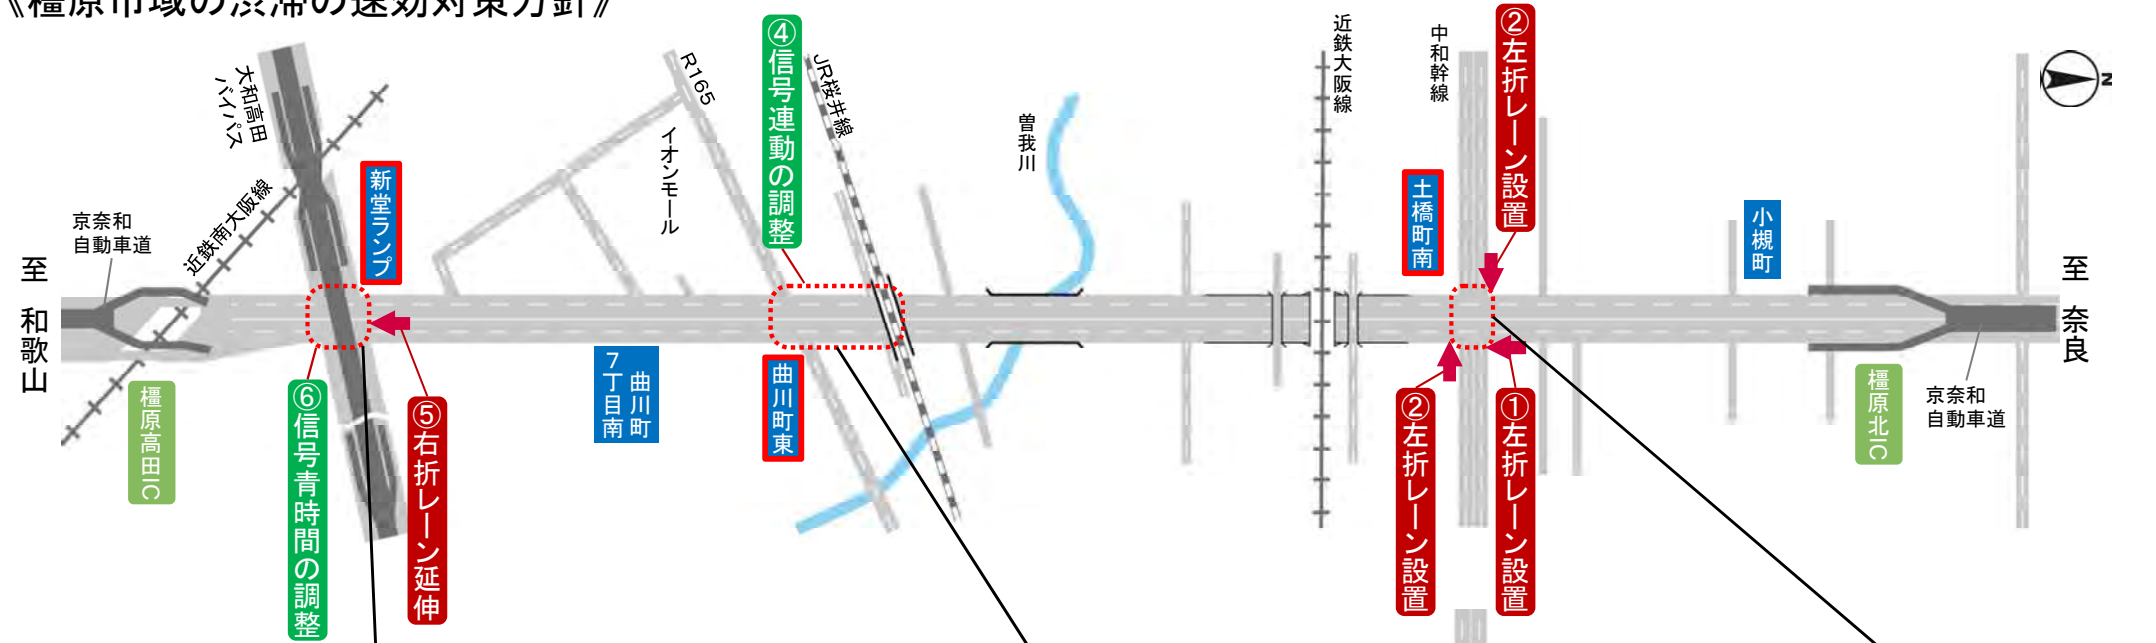 《橿原市域の渋滞の速効対策方針》
大和高田
バイパス
近鉄南大阪線
京奈和
自動車道
至 和歌山
橿原高田IC
新堂ランプ
⑥信号青時間の調整
⑤右折レーン延伸
R165
イオンモール
曲川町
7丁目南
④信号連動の調整
JR桜井線
曲川町東
曽我川
近鉄大阪線
中和幹線
②左折レーン設置
土橋町南
②左折レーン設置
①左折レーン設置
小槻町
橿原北IC
京奈和
自動車道
至 奈良
N